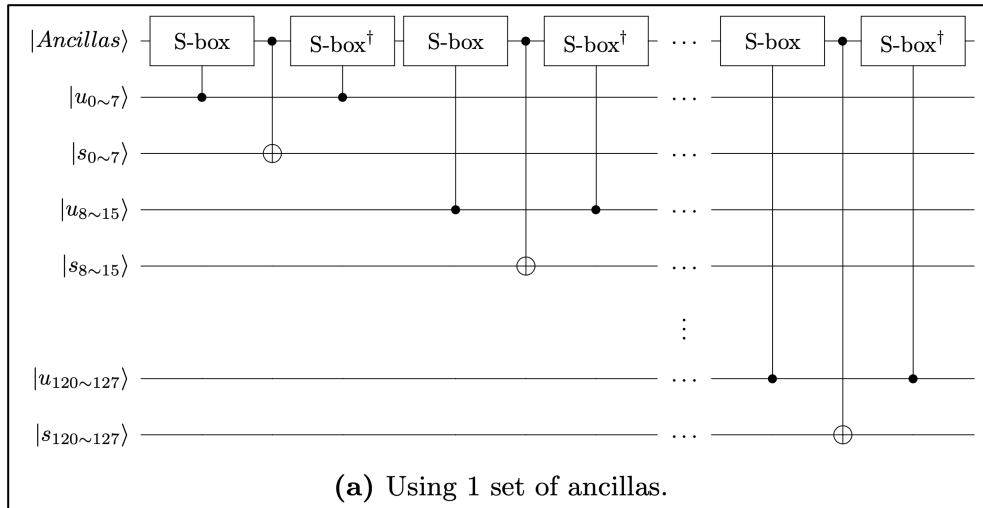 |Ancillas⟩ S-box S-box† S-box S-box† ··· S-box S-box†
|u₀∼₇⟩ ···
|s₀∼₇⟩ ···
|u₈∼₁₅⟩ ···
|s₈∼₁₅⟩ ···
⋮
|u₁₂₀∼₁₂₇⟩ ···
|s₁₂₀∼₁₂₇⟩ ···
(a) Using 1 set of ancillas.